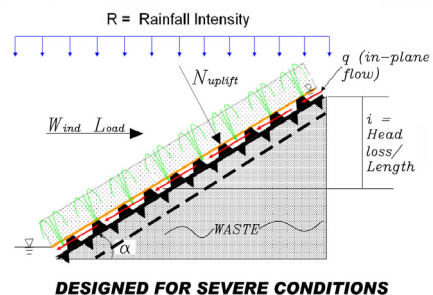 R = Rainfall Intensity
q (in-plane
flow)
Nuplift
Wind Load
i =
Head
loss/
Length
WASTE
α
DESIGNED FOR SEVERE CONDITIONS